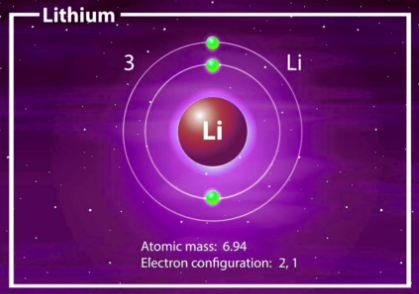 Lithium
3
Li
Li
Atomic mass: 6.94
Electron configuration: 2, 1